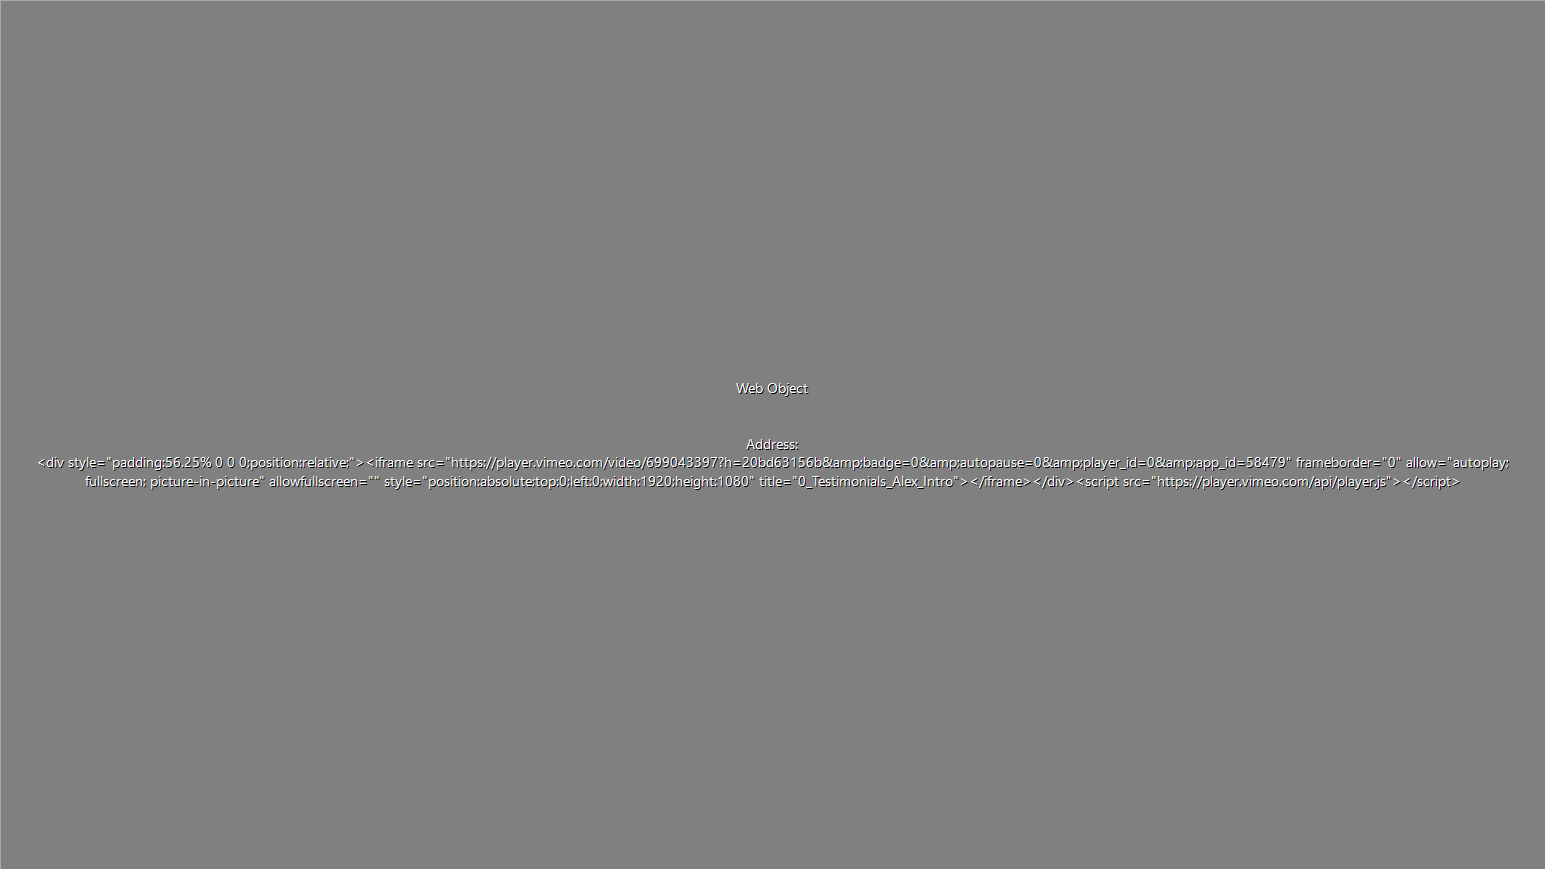 Web Object
Address:
<div style="padding:56.25% 0 0 0;position:relative;"><iframe src="https://player.vimeo.com/video/699043397?h=20bd63156b&amp;badge=0&amp;autopause=0&amp;player_id=0&amp;app_id=58479" frameborder="0" allow="autoplay;
fullscreen; picture-in-picture" allowfullscreen="" style="position:absolute;top:0;left:0;width:1920;height:1080" title="0_Testimonials_Alex_Intro"></iframe></div><script src="https://player.vimeo.com/api/player.js"></script>